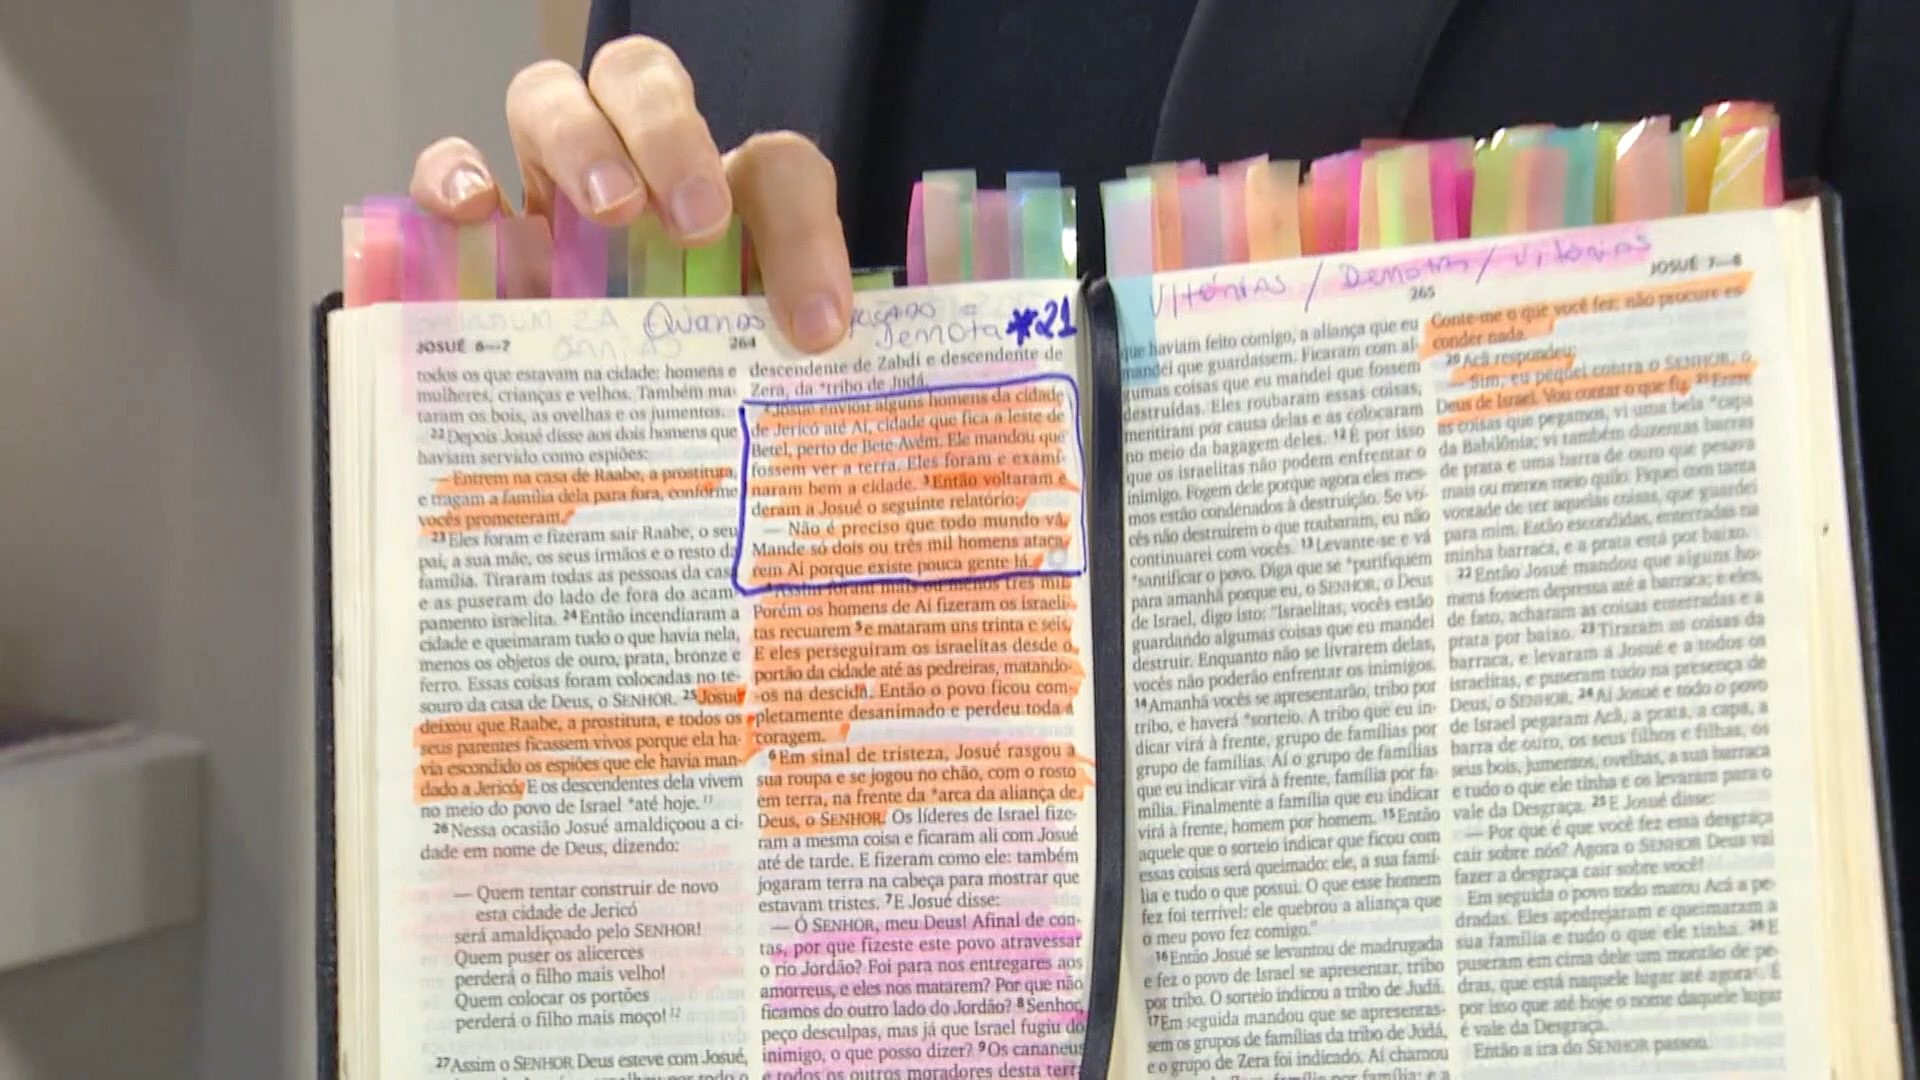 Quando
Derrota *21
JOSUÉ 6—7
264
todos os que estavam na cidade: homens e
mulheres, crianças e velhos. Também ma-
taram os bois, as ovelhas e os jumentos.
22 Depois Josué disse aos dois homens que
haviam servido como espiões:
— Entrem na casa de Raabe, a prostituta,
e tragam a família dela para fora, conforme
vocês prometeram.
23 Eles foram e fizeram sair Raabe, o seu
pai, a sua mãe, os seus irmãos e o resto da
família. Tiraram todas as pessoas da casa
e as puseram do lado de fora do acam-
pamento israelita. 24 Então incendiaram a
cidade e queimaram tudo o que havia nela,
menos os objetos de ouro, prata, bronze e
ferro. Essas coisas foram colocadas no te-
souro da casa de Deus, o SENHOR. 25 Josué
deixou que Raabe, a prostituta, e todos os
seus parentes ficassem vivos porque ela ha-
via escondido os espiões que ele havia man-
dado a Jericó. E os descendentes dela vivem
no meio do povo de Israel *até hoje. 11
26 Nessa ocasião Josué amaldiçoou a ci-
dade em nome de Deus, dizendo:
— Quem tentar construir de novo
esta cidade de Jericó
será amaldiçoado pelo SENHOR!
Quem puser os alicerces
perderá o filho mais velho!
Quem colocar os portões
perderá o filho mais moço! 12
27 Assim o SENHOR Deus esteve com Josué,
descendente de Zabdi e descendente de
Zera, da *tribo de Judá.
2 Josué enviou alguns homens da cidade
de Jericó até Ai, cidade que fica a leste de
Betel, perto de Bete-Avém. Ele mandou que
fossem ver a terra. Eles foram e exami-
naram bem a cidade. 3 Então voltaram e
deram a Josué o seguinte relatório:
— Não é preciso que todo mundo vá.
Mande só dois ou três mil homens ataca-
rem Ai porque existe pouca gente lá.
4 Assim foram mais ou menos três mil.
Porém os homens de Ai fizeram os israeli-
tas recuarem 5 e mataram uns trinta e seis.
E eles perseguiram os israelitas desde o
portão da cidade até as pedreiras, matando-
-os na descida. Então o povo ficou com-
pletamente desanimado e perdeu toda a
coragem.
6 Em sinal de tristeza, Josué rasgou a
sua roupa e se jogou no chão, com o rosto
em terra, na frente da *arca da aliança de
Deus, o SENHOR. Os líderes de Israel fize-
ram a mesma coisa e ficaram ali com Josué
até de tarde. E fizeram como ele: também
jogaram terra na cabeça para mostrar que
estavam tristes. 7 E Josué disse:
— Ó SENHOR, meu Deus! Afinal de con-
tas, por que fizeste este povo atravessar
o rio Jordão? Foi para nos entregares aos
amorreus, e eles nos matarem? Por que não
ficamos do outro lado do Jordão? 8 Senhor,
peço desculpas, mas já que Israel fugiu do
inimigo, o que posso dizer? 9 Os cananeus
e todos os outros moradores desta terra
Vitórias / Derrota / Vitórias
265
JOSUÉ 7—8
que haviam feito comigo, a aliança que eu
mandei que guardassem. Ficaram com al-
gumas coisas que eu mandei que fossem
destruídas. Eles roubaram essas coisas,
mentiram por causa delas e as colocaram
no meio da bagagem deles. 12 É por isso
que os israelitas não podem enfrentar o
inimigo. Fogem dele porque agora eles mes-
mos estão condenados à destruição. Se vo-
cês não destruírem o que roubaram, eu não
continuarei com vocês. 13 Levante-se e vá
*santificar o povo. Diga que se *purifiquem
para amanhã porque eu, o SENHOR, o Deus
de Israel, digo isto: "Israelitas, vocês estão
guardando algumas coisas que eu mandei
destruir. Enquanto não se livrarem delas,
vocês não poderão enfrentar os inimigos.
14 Amanhã vocês se apresentarão, tribo por
tribo, e haverá *sorteio. A tribo que eu in-
dicar virá à frente, grupo de famílias por
grupo de famílias. Aí o grupo de famílias
que eu indicar virá à frente, família por fa-
mília. Finalmente a família que eu indicar
virá à frente, homem por homem. 15 Então
aquele que o sorteio indicar que ficou com
essas coisas será queimado: ele, a sua famí-
lia e tudo o que possui. O que esse homem
fez foi terrível: ele quebrou a aliança que
o meu povo fez comigo."
16 Então Josué se levantou de madrugada
e fez o povo de Israel se apresentar, tribo
por tribo. O sorteio indicou a tribo de Judá.
17 Em seguida mandou que se apresentas-
sem os grupos de famílias da tribo de Judá,
e o grupo de Zera foi indicado. Aí chamou
Conte-me o que você fez; não procure es-
conder nada.
20 Acã respondeu:
— Sim, eu pequei contra o SENHOR, o
Deus de Israel. Vou contar o que fiz. 21 Entre
as coisas que pegamos, vi uma bela *capa
da Babilônia; vi também duzentas barras
de prata e uma barra de ouro que pesava
mais ou menos meio quilo. Fiquei com tanta
vontade de ter aquelas coisas, que guardei
para mim. Estão escondidas, enterradas na
minha barraca, e a prata está por baixo.
22 Então Josué mandou que alguns ho-
mens fossem depressa até a barraca; e eles,
de fato, acharam as coisas enterradas e a
prata por baixo. 23 Tiraram as coisas da
barraca, e levaram a Josué e a todos os
israelitas, e puseram tudo na presença de
Deus, o SENHOR. 24 Aí Josué e todo o povo
de Israel pegaram Acã, a prata, a capa, a
barra de ouro, os seus filhos e filhas, os
seus bois, jumentos, ovelhas, a sua barraca
e tudo o que ele tinha e os levaram para o
vale da Desgraça. 25 E Josué disse:
— Por que é que você fez essa desgraça
cair sobre nós? Agora o SENHOR Deus vai
fazer a desgraça cair sobre você!
Em seguida o povo todo matou Acã a pe-
dradas. Eles apedrejaram e queimaram a
sua família e tudo o que ele tinha. 26 E
puseram em cima dele um montão de pe-
dras, que está naquele lugar até agora. É
por isso que até hoje o nome daquele lugar
é vale da Desgraça.
Então a ira do SENHOR passou.